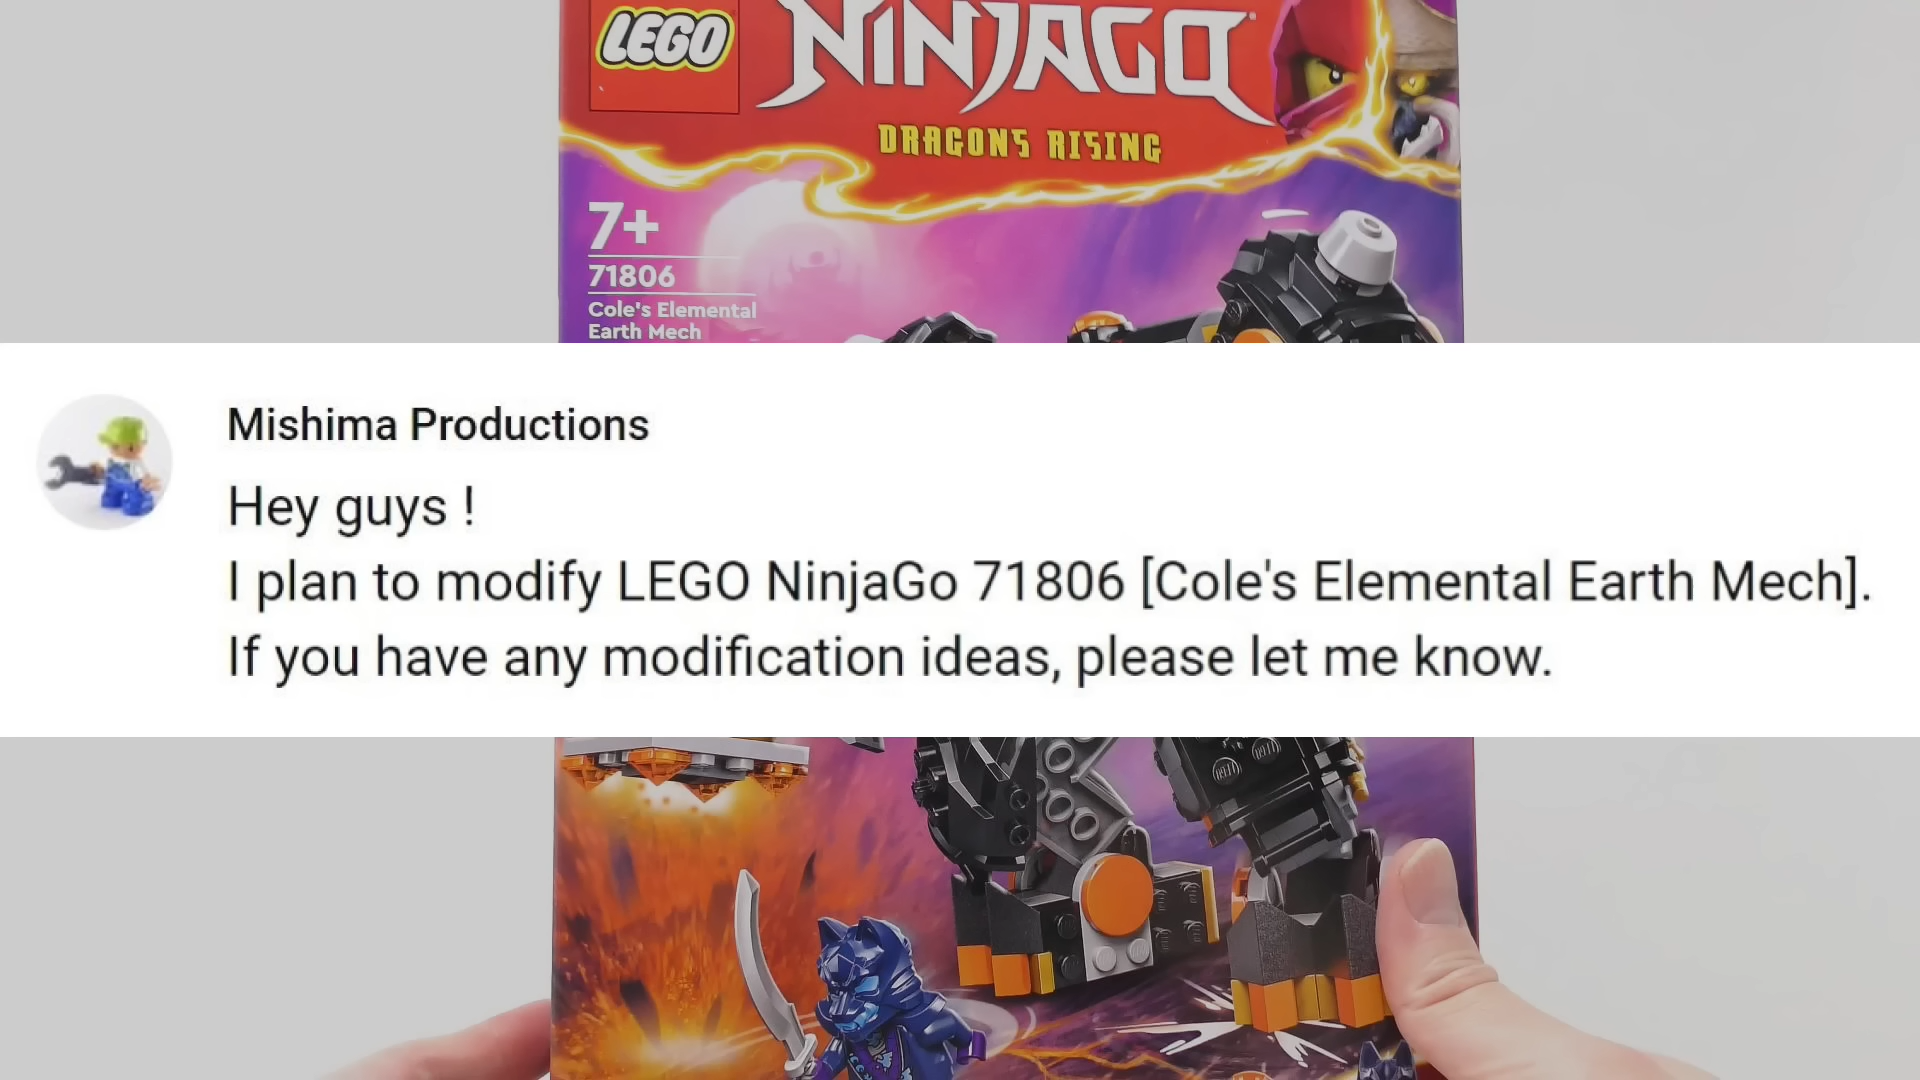 LEGO
NINJAGO
DRAGONS RISING
7+
71806
Cole's Elemental
Earth Mech
Mishima Productions
Hey guys !
I plan to modify LEGO NinjaGo 71806 [Cole's Elemental Earth Mech].
If you have any modification ideas, please let me know.